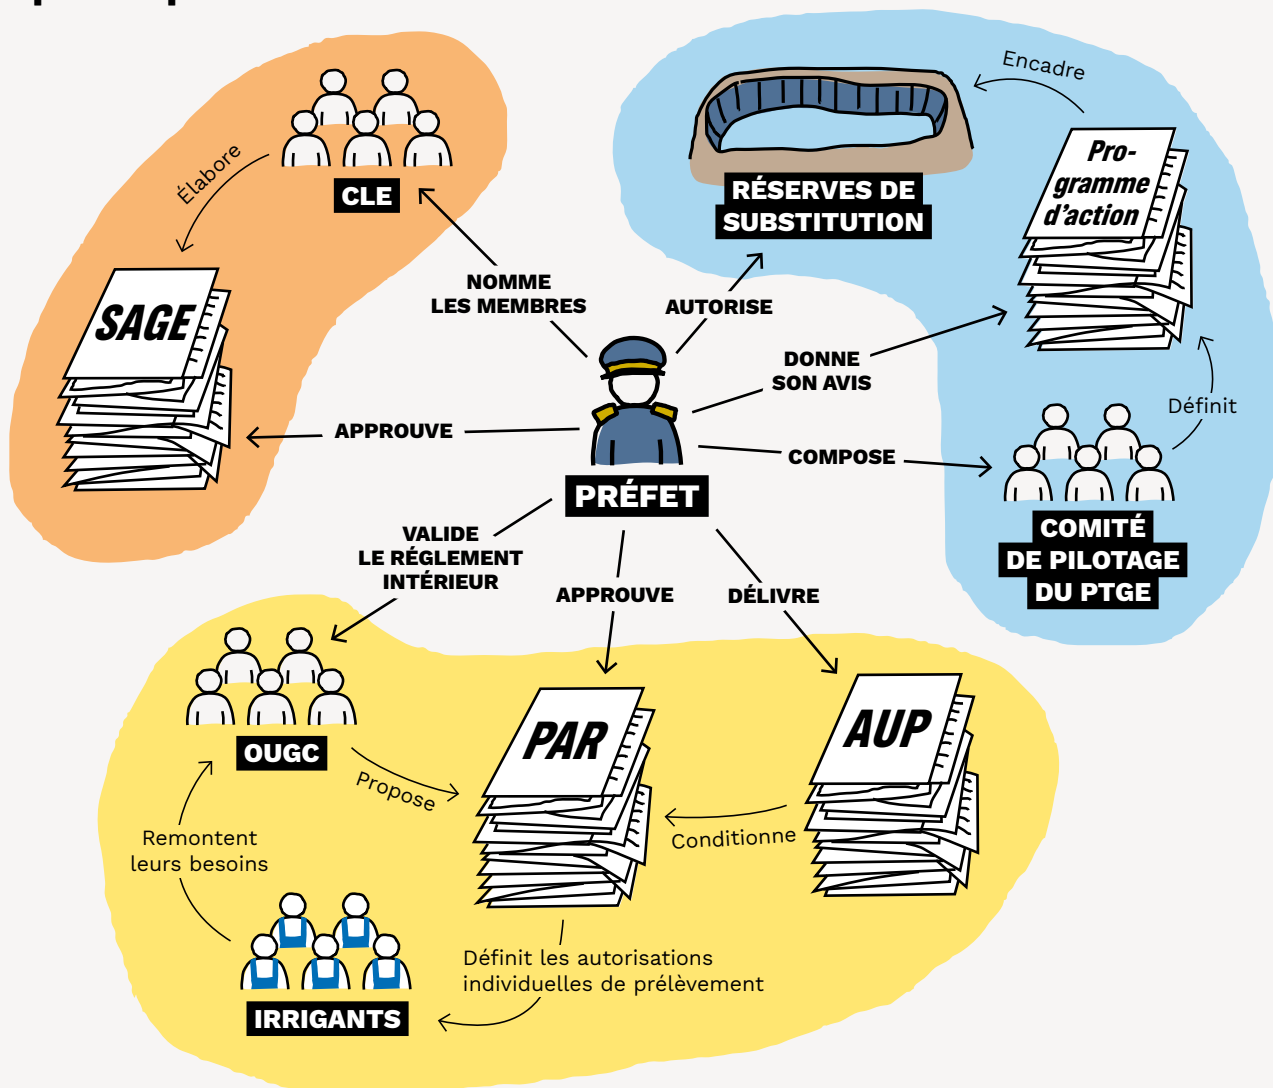 Encadre
Pro-
gramme
d'action
RÉSERVES DE
SUBSTITUTION
Élabore
CLE
SAGE
NOMME
LES MEMBRES
AUTORISE
DONNE
SON AVIS
Définit
APPROUVE
COMPOSE
PRÉFET
COMITÉ
DE PILOTAGE
DU PTGE
VALIDE
LE RÉGLEMENT
INTÉRIEUR
APPROUVE
DÉLIVRE
OUGC
PAR
AUP
Propose
Conditionne
Remontent
leurs besoins
Définit les autorisations
individuelles de prélèvement
IRRIGANTS